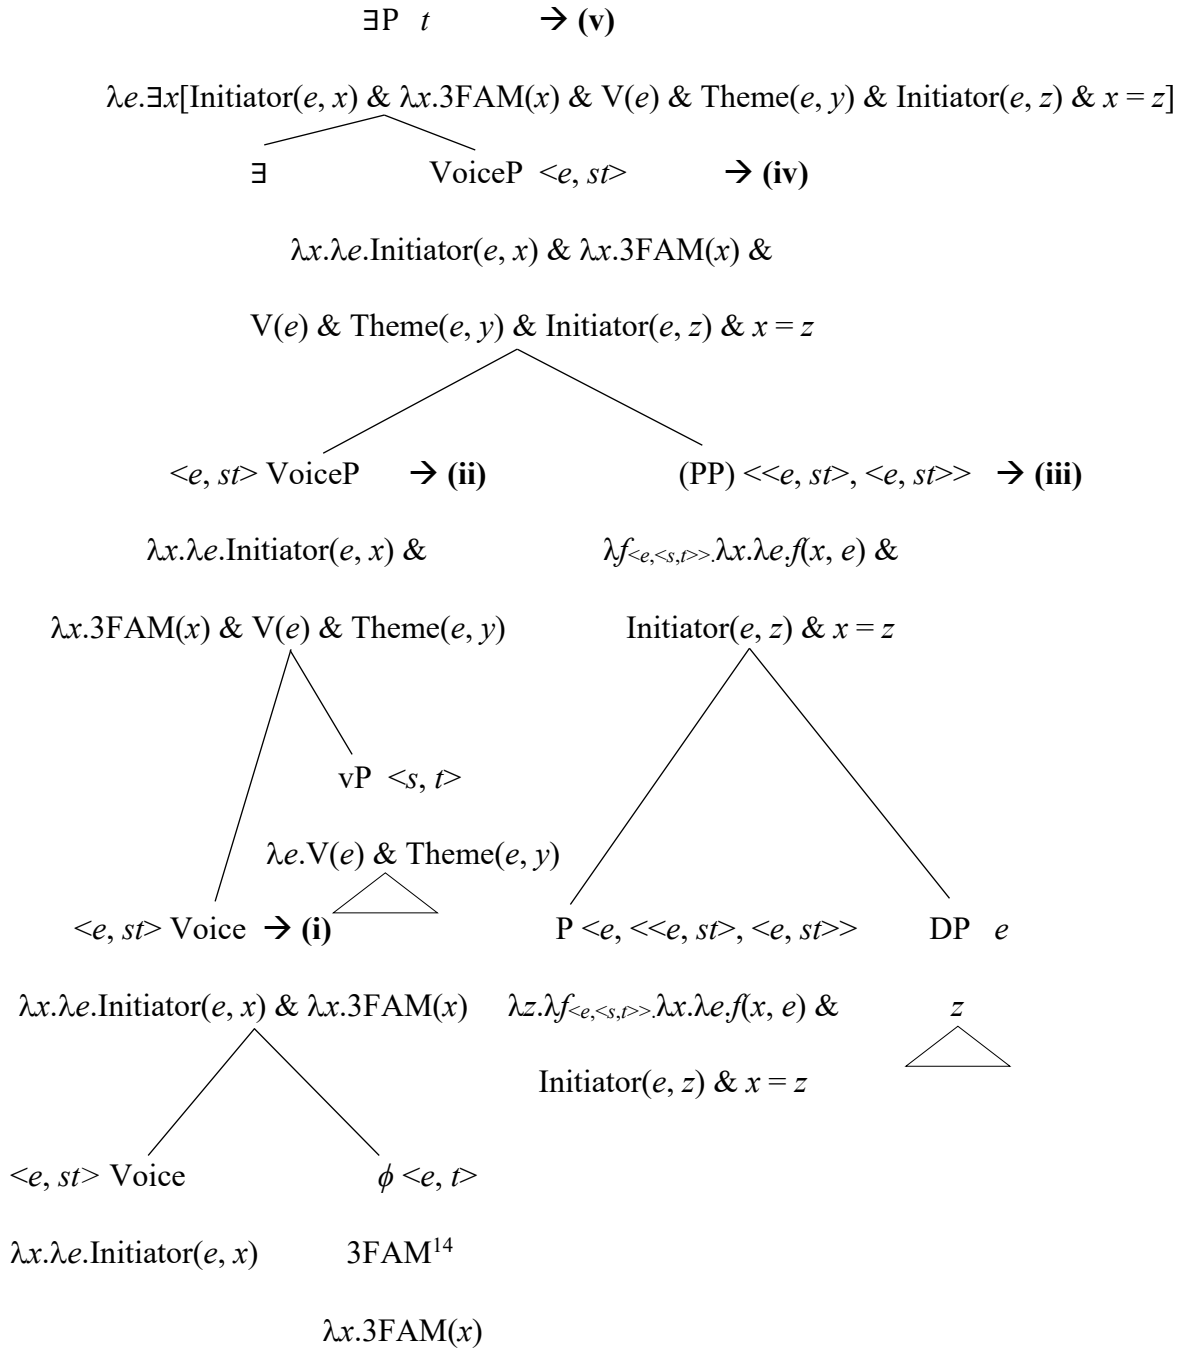 ∃P t → (v)
λe.∃x[Initiator(e, x) & λx.3FAM(x) & V(e) & Theme(e, y) & Initiator(e, z) & x = z]
∃ VoiceP <e, st> → (iv)
λx.λe.Initiator(e, x) & λx.3FAM(x) &
V(e) & Theme(e, y) & Initiator(e, z) & x = z
<e, st> VoiceP → (ii) (PP) <<e, st>, <e, st>> → (iii)
λx.λe.Initiator(e, x) & λf<e,<s,t>>.λx.λe.f(x, e) &
λx.3FAM(x) & V(e) & Theme(e, y) Initiator(e, z) & x = z
vP <s, t>
λe.V(e) & Theme(e, y)
<e, st> Voice → (i) P <e, <<e, st>, <e, st>> DP e
λx.λe.Initiator(e, x) & λx.3FAM(x) λz.λf<e,<s,t>>.λx.λe.f(x, e) & z
Initiator(e, z) & x = z
<e, st> Voice ϕ <e, t>
λx.λe.Initiator(e, x) 3FAM14
λx.3FAM(x)